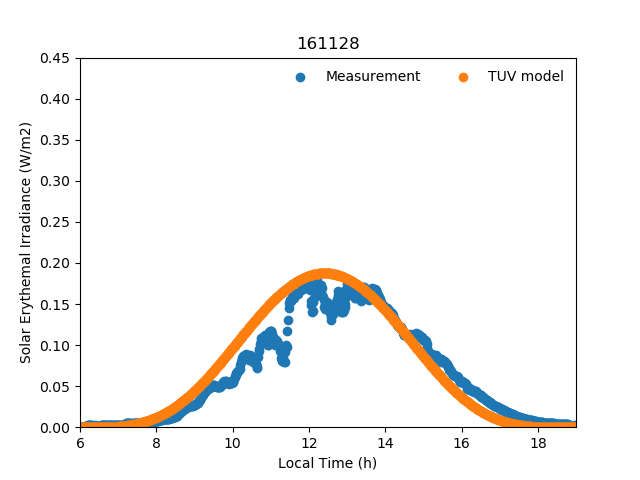 161128
Measurement
TUV model
Solar Erythemal Irradiance (W/m2)
0.45
0.40
0.35
0.30
0.25
0.20
0.15
0.10
0.05
0.00
6 8 10 12 14 16 18
Local Time (h)